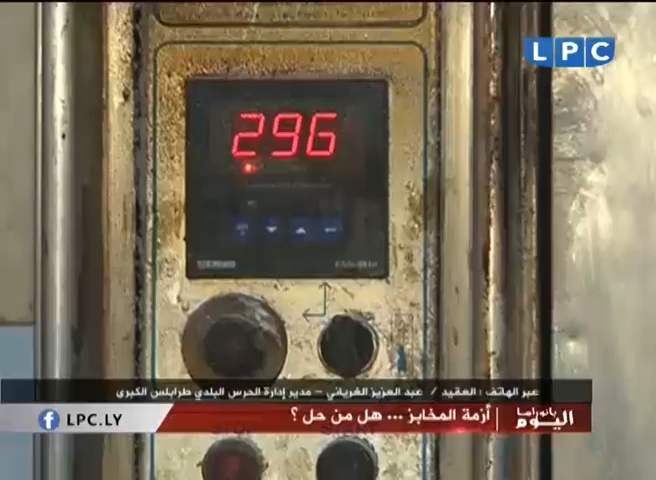 LPC
296
عبر الهاتف : العقيد / عبد العزيز الغرياني - مدير إدارة الحرس البلدي طرابلس الكبرى
بانوراما
اليوم
أزمة المخابز ... هل من حل ؟
LPC.LY